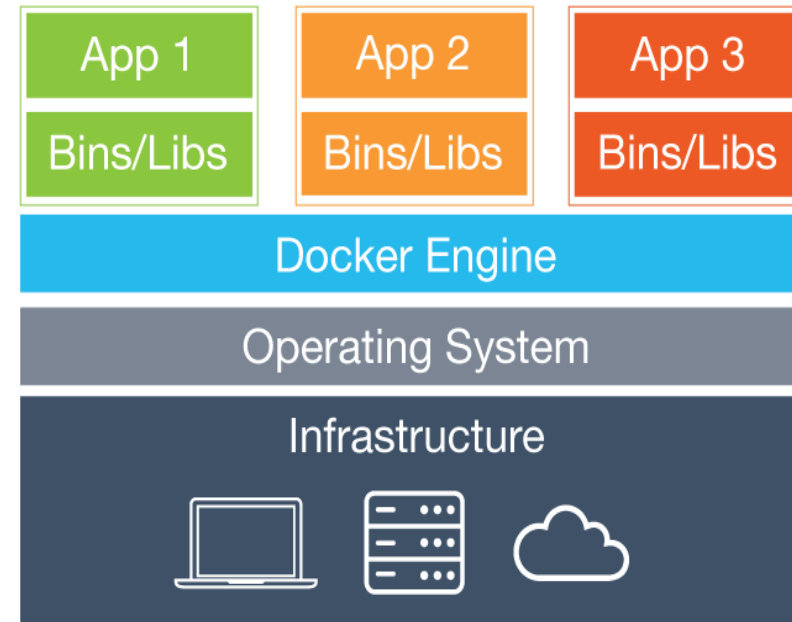 App 1
App 2
App 3
Bins/Libs
Bins/Libs
Bins/Libs
Docker Engine
Operating System
Infrastructure